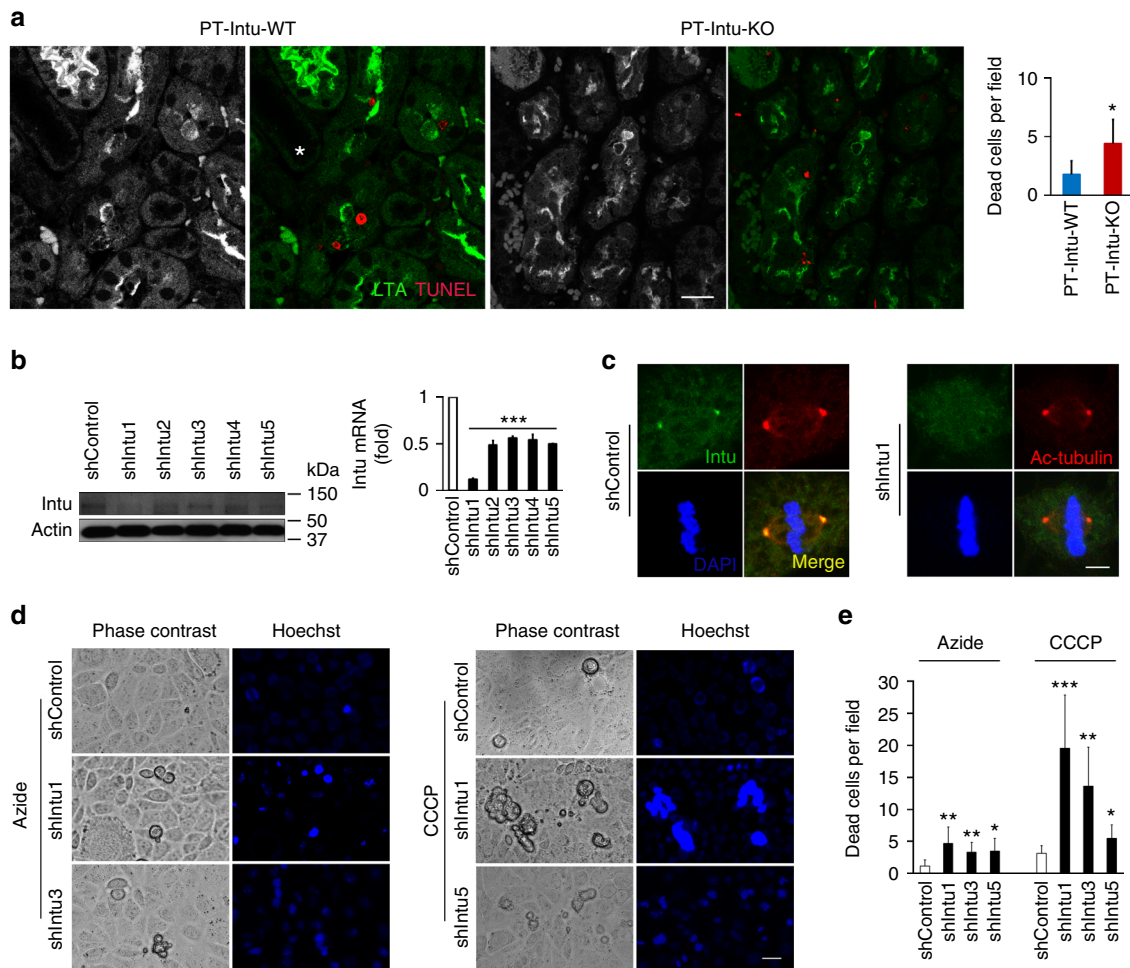 a
PT-Intu-WT
PT-Intu-KO
*
LTA TUNEL
Dead cells per field
10
5
0
*
PT-Intu-WT
PT-Intu-KO
b
shControl
shIntu1
shIntu2
shIntu3
shIntu4
shIntu5
kDa
Intu
150
Actin
50
37
Intu mRNA
(fold)
1
0.5
0
***
shControl
shIntu1
shIntu2
shIntu3
shIntu4
shIntu5
c
shControl
Intu
DAPI
Merge
shIntu1
Ac-tubulin
d
Phase contrast
Hoechst
Azide
shControl
shIntu1
shIntu3
Phase contrast
Hoechst
CCCP
shControl
shIntu1
shIntu5
e
Azide
CCCP
Dead cells per field
30
25
20
15
10
5
0
**
**
*
***
**
*
shControl
shIntu1
shIntu3
shIntu5
shControl
shIntu1
shIntu3
shIntu5